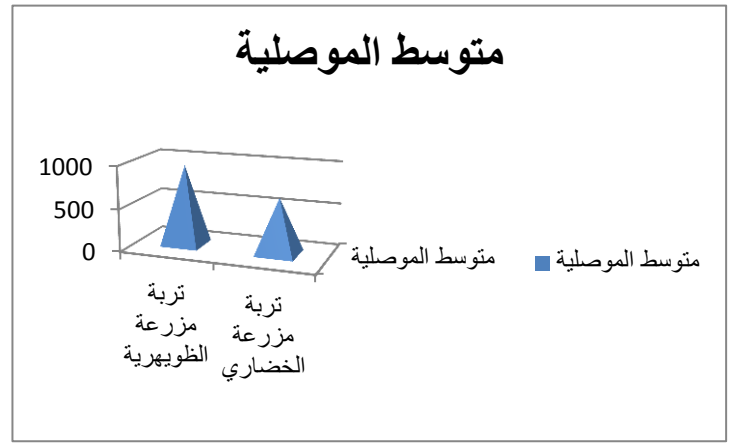 متوسط الموصلية
1000
500
0
متوسط الموصلية
متوسط الموصلية
تربة
مزرعة
الظويهرية
تربة
مزرعة
الخضاري